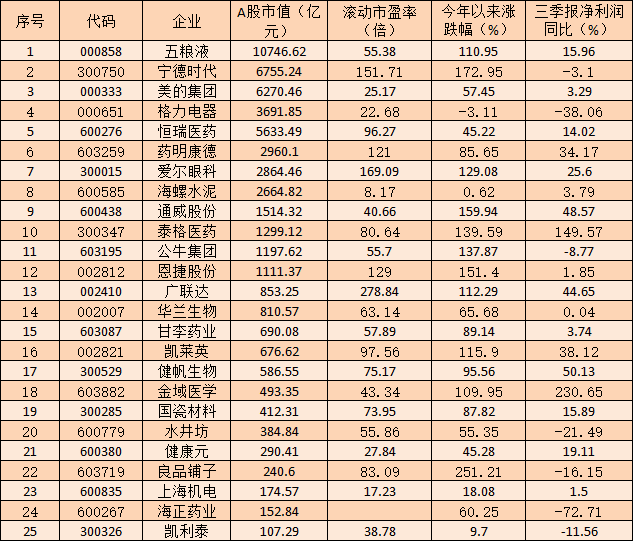 序号 代码 企业 A股市值（亿元） 滚动市盈率（倍） 今年以来涨跌幅（%） 三季报净利润同比（%）
1 000858 五粮液 10746.62 55.38 110.95 15.96
2 300750 宁德时代 6755.24 151.71 172.95 -3.1
3 000333 美的集团 6270.46 25.17 57.45 3.29
4 000651 格力电器 3691.85 22.68 -3.11 -38.06
5 600276 恒瑞医药 5633.49 96.27 45.22 14.02
6 603259 药明康德 2960.1 121 85.65 34.17
7 300015 爱尔眼科 2864.46 169.09 129.08 25.6
8 600585 海螺水泥 2664.82 8.17 0.62 3.79
9 600438 通威股份 1514.32 40.66 159.94 48.57
10 300347 泰格医药 1299.12 80.64 139.59 149.57
11 603195 公牛集团 1197.62 55.7 137.87 -8.77
12 002812 恩捷股份 1111.37 129 151.4 1.85
13 002410 广联达 853.25 278.84 112.29 44.65
14 002007 华兰生物 810.57 63.14 65.68 0.04
15 603087 甘李药业 690.08 57.89 89.14 3.74
16 002821 凯莱英 676.62 97.56 115.9 38.12
17 300529 健帆生物 586.55 75.17 95.56 50.13
18 603882 金域医学 493.35 43.34 109.95 230.65
19 300285 国瓷材料 412.31 73.95 87.82 15.89
20 600779 水井坊 384.84 55.86 55.35 -21.49
21 600380 健康元 290.41 27.84 45.28 19.11
22 603719 良品铺子 240.6 83.09 251.21 -16.15
23 600835 上海机电 174.57 17.23 18.08 1.5
24 600267 海正药业 152.84 60.25 -72.71
25 300326 凯利泰 107.29 38.78 9.7 -11.56